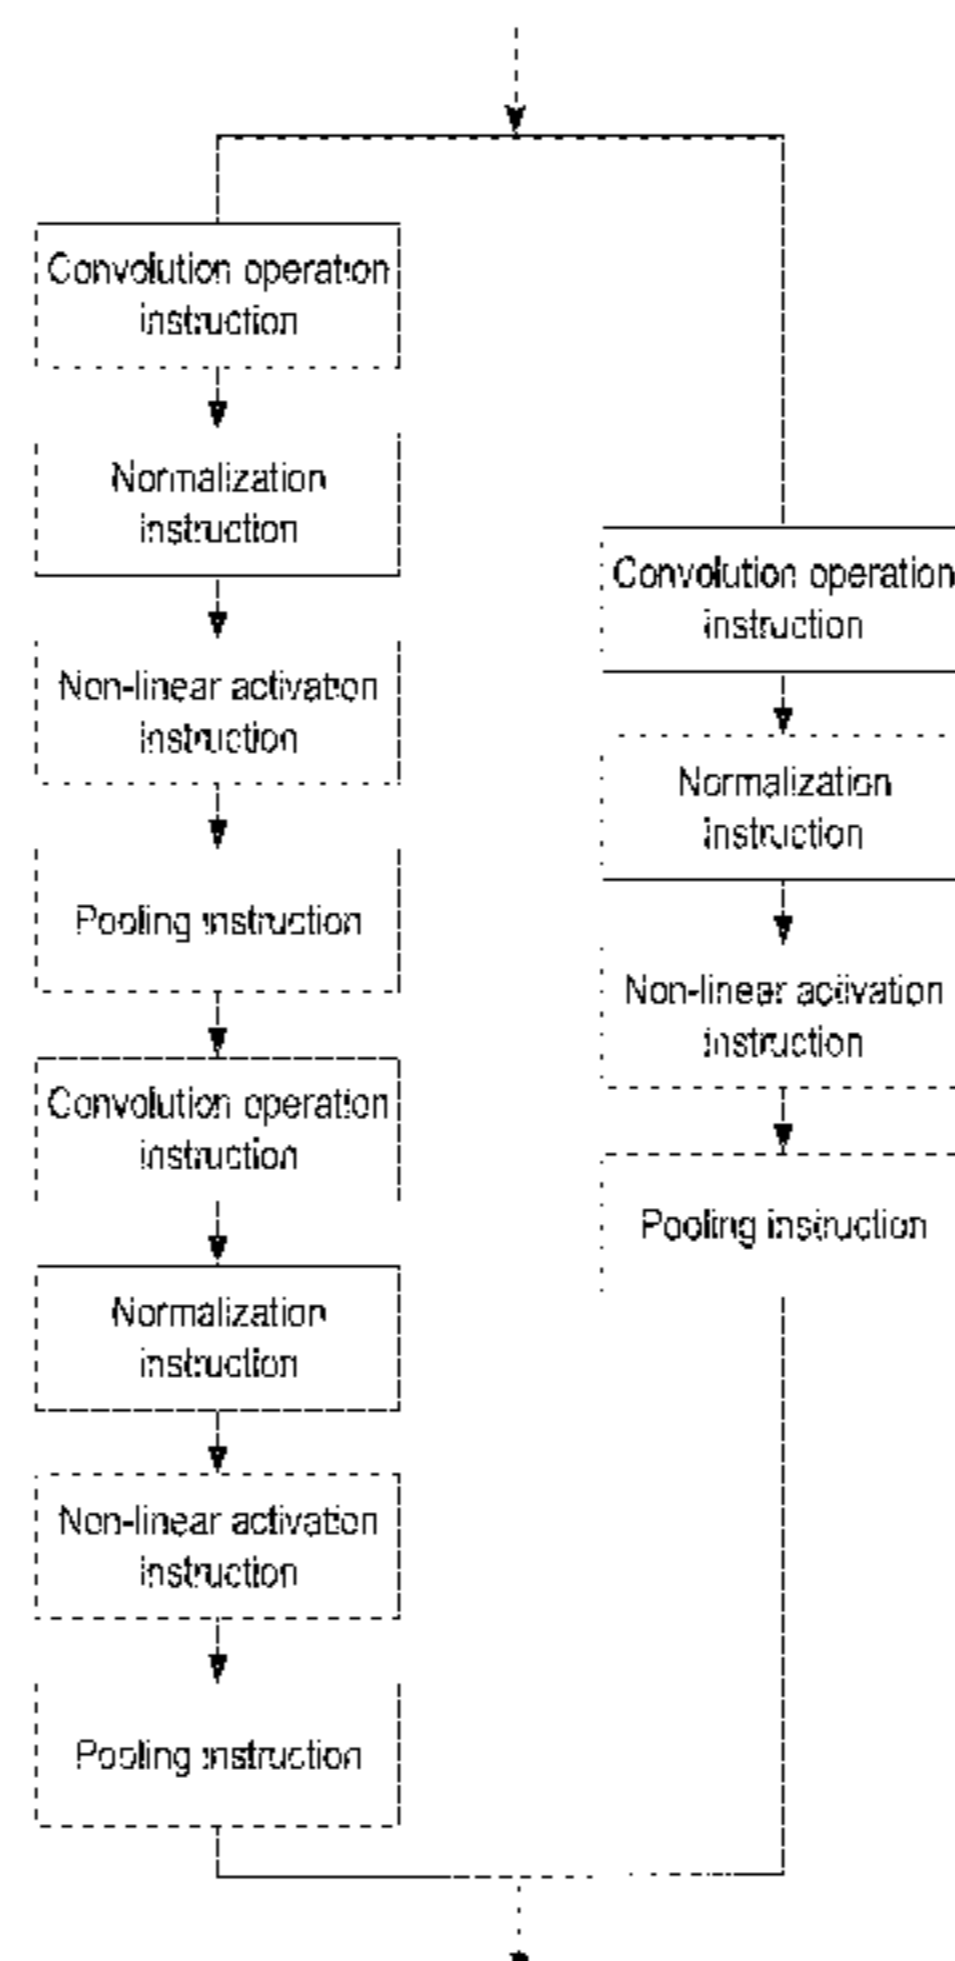 Convolution operation
instruction
Normalization
instruction
Non-linear activation
instruction
Pooling instruction
Convolution operation
instruction
Normalization
instruction
Non-linear activation
instruction
Pooling instruction
Convolution operation
instruction
Normalization
instruction
Non-linear activation
instruction
Pooling instruction